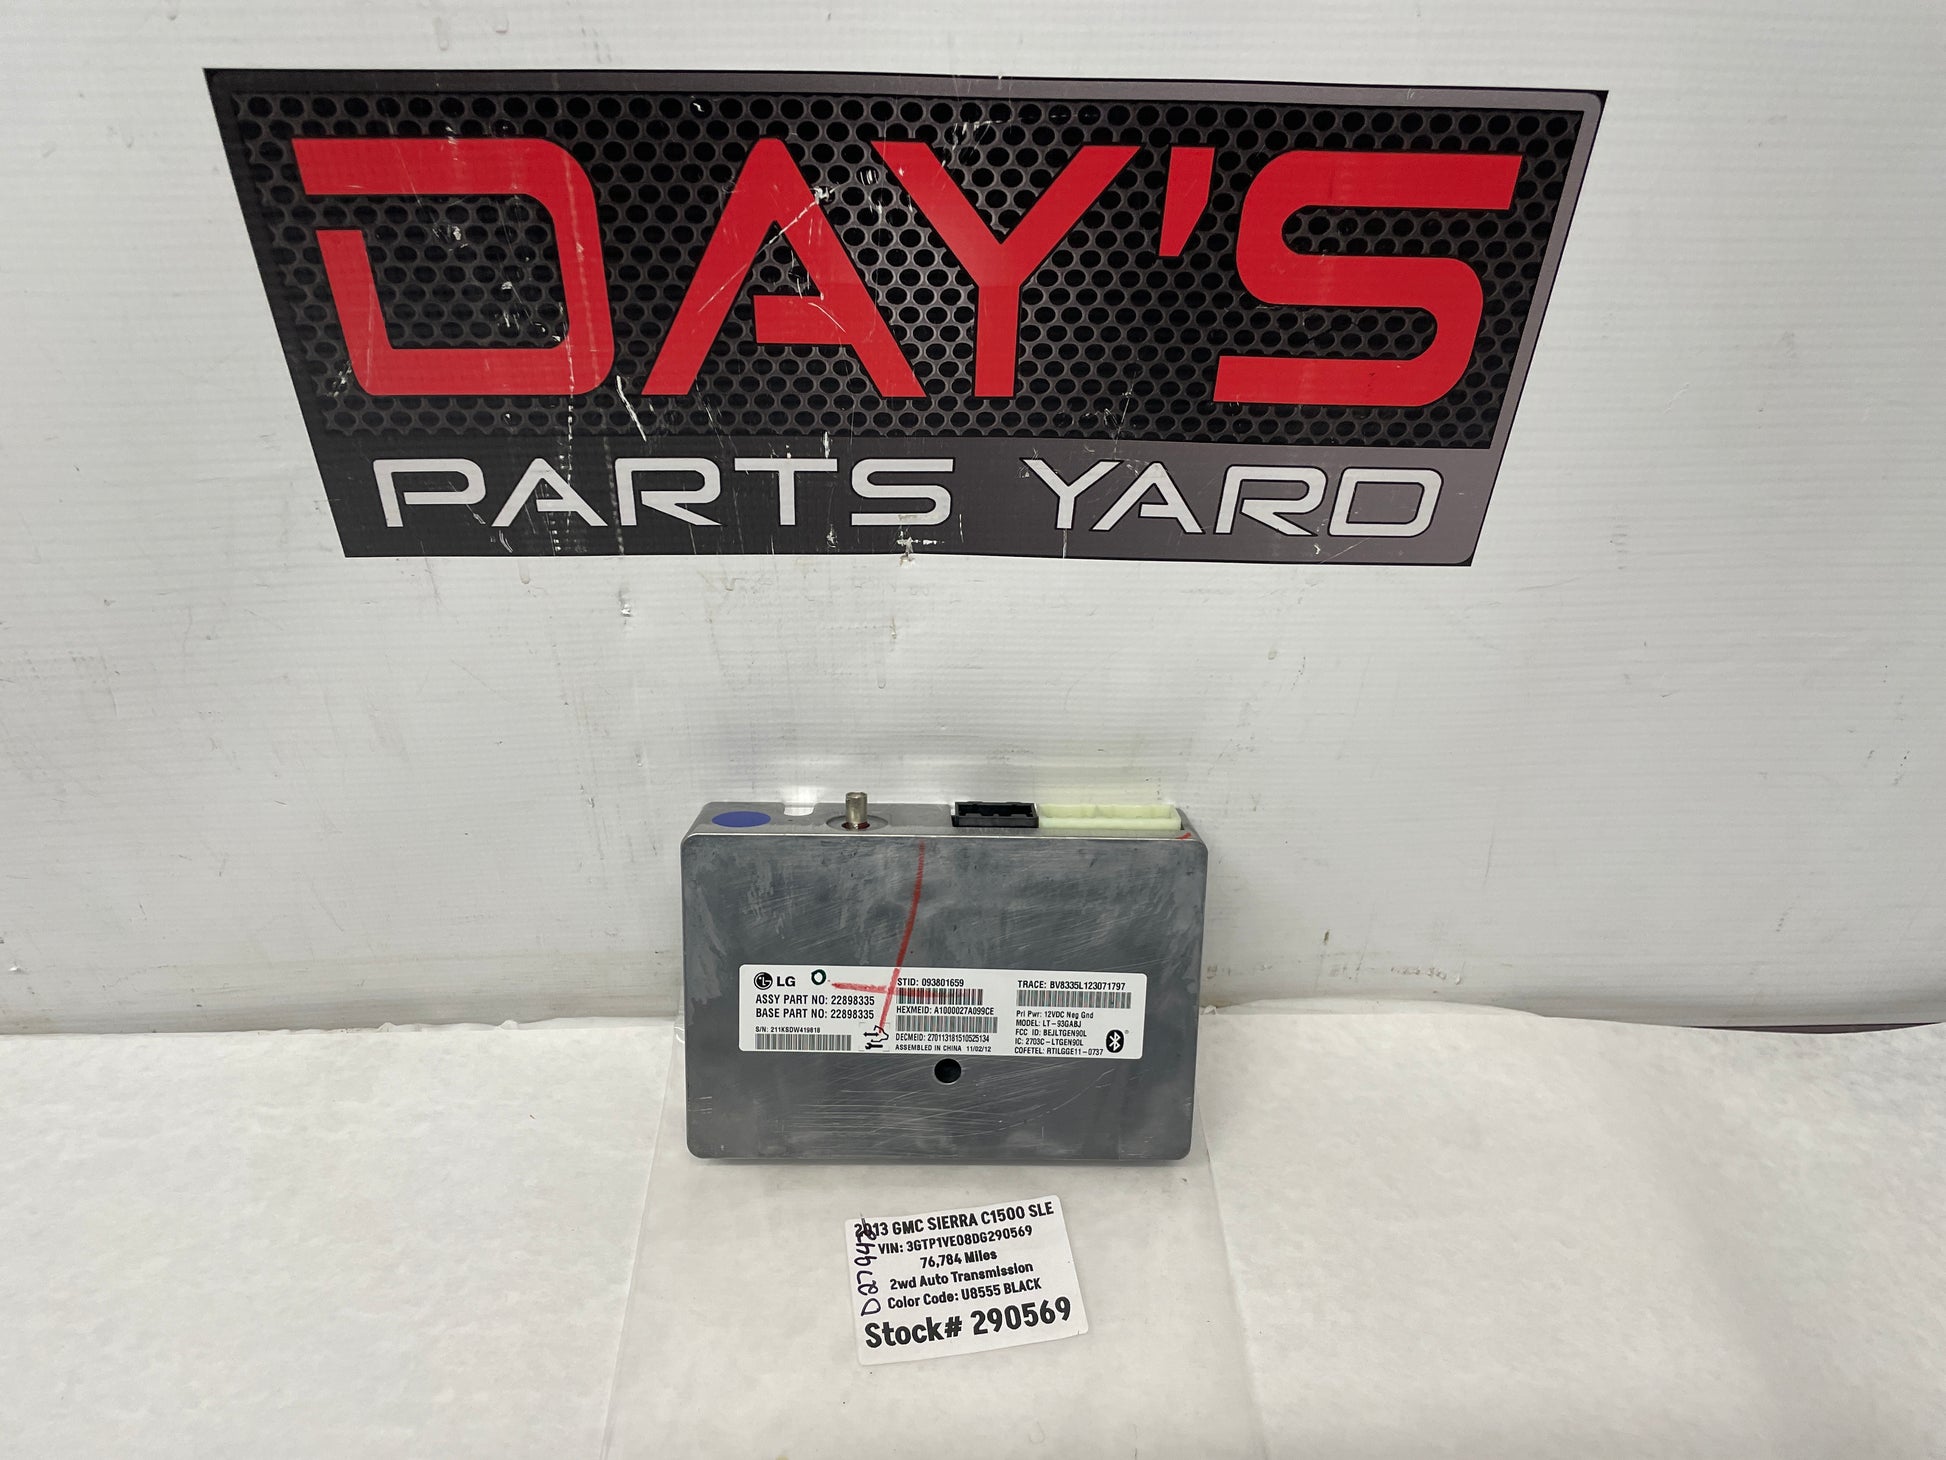 DAY'S
PARTS YARD
LG
ASSY PART NO: 22898335
BASE PART NO: 22898335
S/N: 211KSDW419818
STID: 093801659
HEXMEID: A1000027A099CE
DECMEID: 270113181510525134
ASSEMBLED IN CHINA 11/02/12
TRACE: BV8335L123071797
Pri Pwr: 12VDC Neg Gnd
MODEL: LT-93GABJ
FCC ID: BEJLTGEN90L
IC: 2703C-LTGEN90L
COFETEL: RTILGGE11-0737
2013 GMC SIERRA C1500 SLE
VIN: 3GTP1VE08DG290569
76,784 Miles
2wd Auto Transmission
Color Code: U8555 BLACK
Stock# 290569